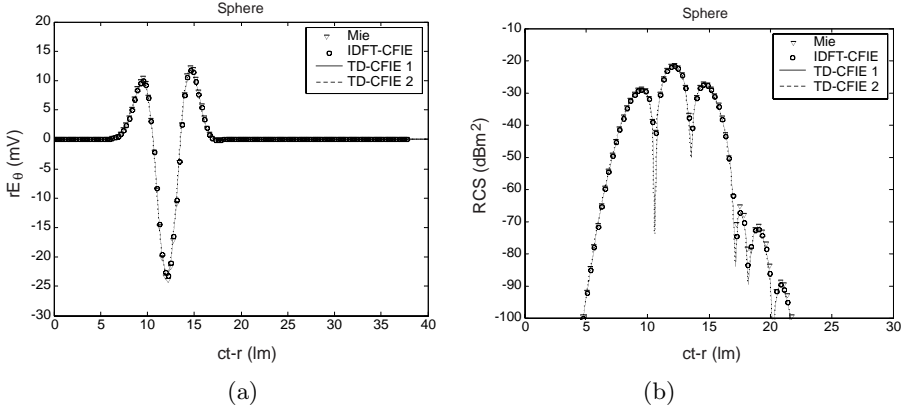 Sphere
Mie
IDFT-CFIE
TD-CFIE 1
TD-CFIE 2
20
15
10
5
0
-5
-10
-15
-20
-25
-30
rEθ (mV)
0 5 10 15 20 25 30 35 40
ct-r (lm)
(a)
Sphere
Mie
IDFT-CFIE
TD-CFIE 1
TD-CFIE 2
-10
-20
-30
-40
-50
-60
-70
-80
-90
-100
RCS (dBm²)
0 5 10 15 20 25 30
ct-r (lm)
(b)